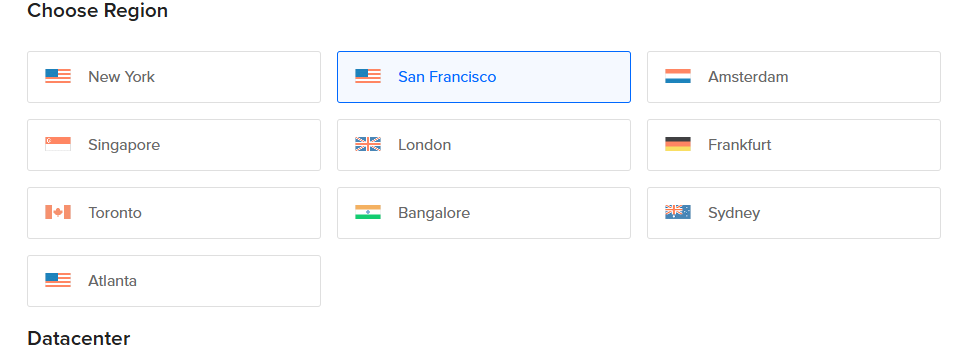 Choose Region
New York
San Francisco
Amsterdam
Singapore
London
Frankfurt
Toronto
Bangalore
Sydney
Atlanta
Datacenter